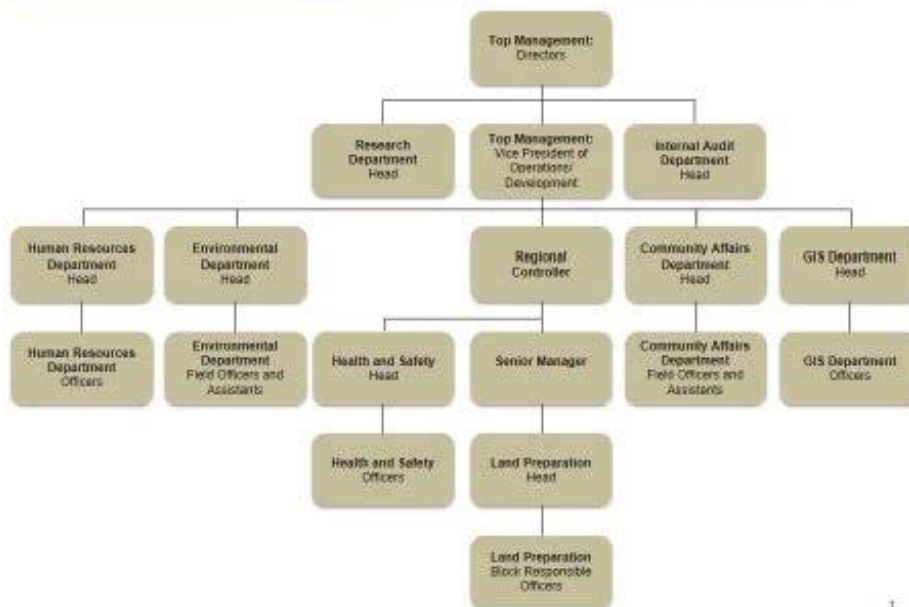 Top Management:
Directors
Research
Department
Head
Top Management:
Vice President of
Operations/
Development
Internal Audit
Department
Head
Human Resources
Department
Head
Environmental
Department
Head
Regional
Controller
Community Affairs
Department
Head
GIS Department
Head
Human Resources
Department
Officers
Environmental
Department
Field Officers and
Assistants
Health and Safety
Head
Senior Manager
Community Affairs
Department
Field Officers and
Assistants
GIS Department
Officers
Health and Safety
Officers
Land Preparation
Head
Land Preparation
Block Responsible
Officers
1